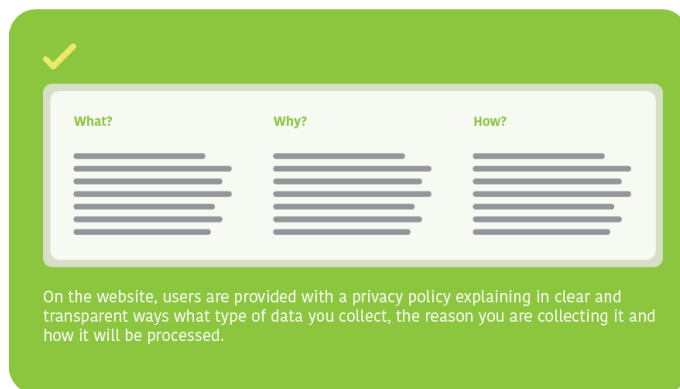 What?
Why?
How?
On the website, users are provided with a privacy policy explaining in clear and
transparent ways what type of data you collect, the reason you are collecting it and
how it will be processed.